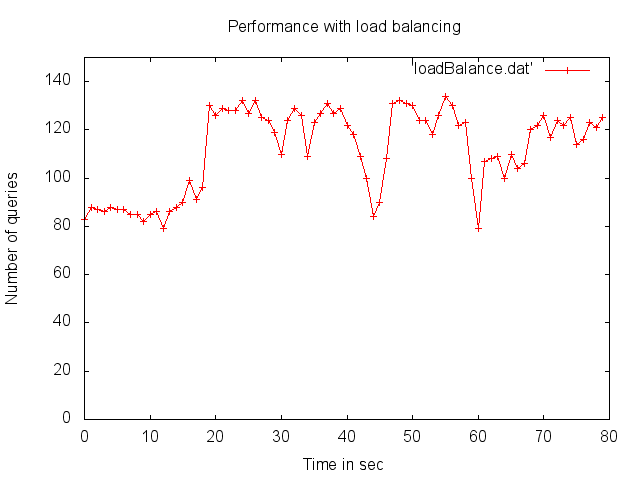 Performance with load balancing
'loadBalance.dat'
140
120
100
80
60
40
20
0
Number of queries
0 10 20 30 40 50 60 70 80
Time in sec